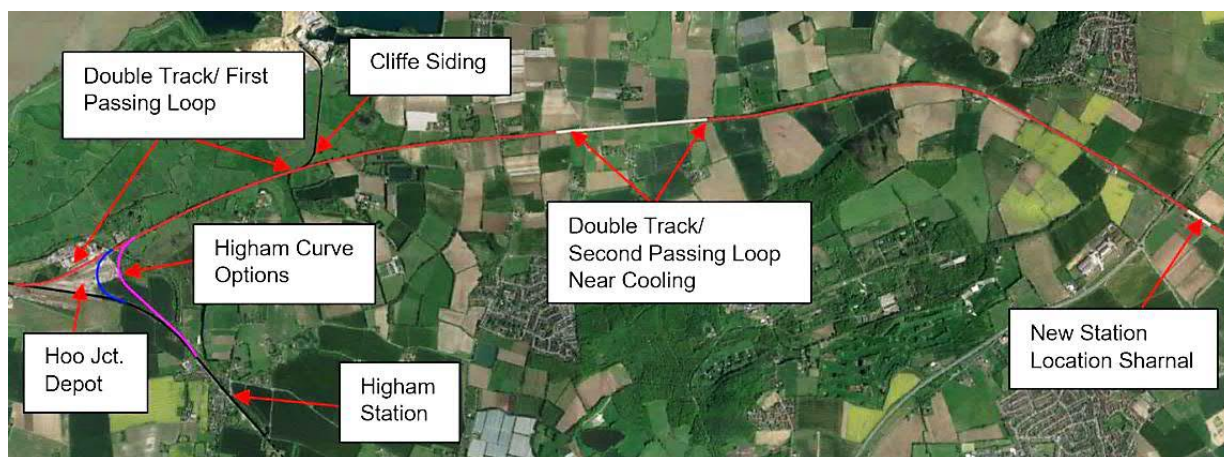 Double Track/ First
Passing Loop
Cliffe Siding
Higham Curve
Options
Double Track/
Second Passing Loop
Near Cooling
Hoo Jct.
Depot
Higham
Station
New Station
Location Sharnal